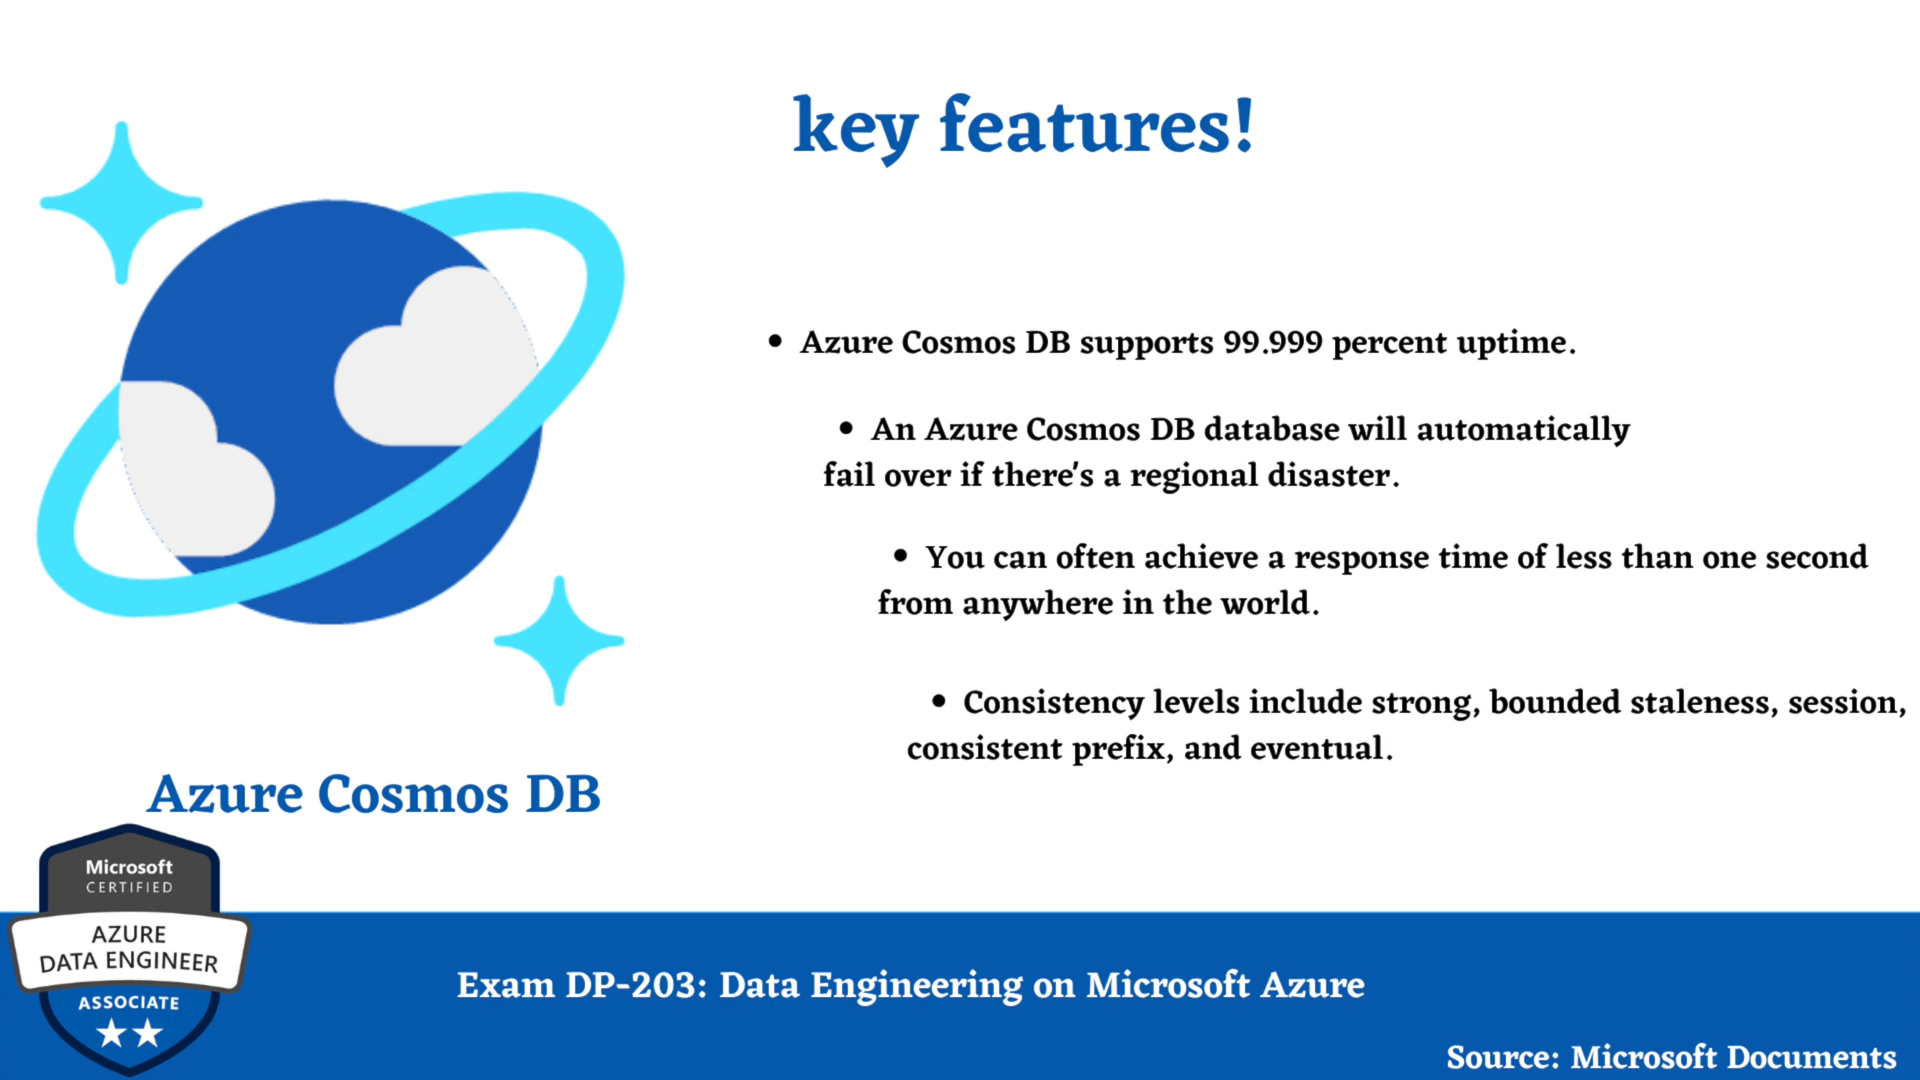 key features!
• Azure Cosmos DB supports 99.999 percent uptime.
• An Azure Cosmos DB database will automatically
fail over if there's a regional disaster.
• You can often achieve a response time of less than one second
from anywhere in the world.
• Consistency levels include strong, bounded staleness, session,
consistent prefix, and eventual.
Azure Cosmos DB
Microsoft
CERTIFIED
AZURE
DATA ENGINEER
ASSOCIATE
Exam DP-203: Data Engineering on Microsoft Azure
Source: Microsoft Documents